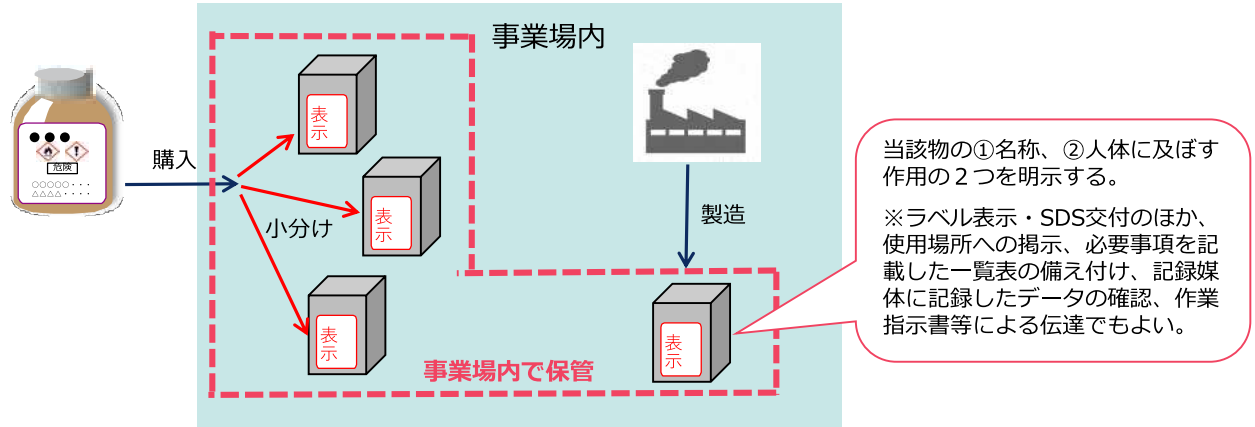 事業場内
危険
○○○○○・・・
△△△△・・・・
購入
表
示
表
示
小分け
表
示
製造
表
示
事業場内で保管
当該物の①名称、②人体に及ぼす
作用の２つを明示する。
※ラベル表示・SDS交付のほか、
使用場所への掲示、必要事項を記
載した一覧表の備え付け、記録媒
体に記録したデータの確認、作業
指示書等による伝達でもよい。